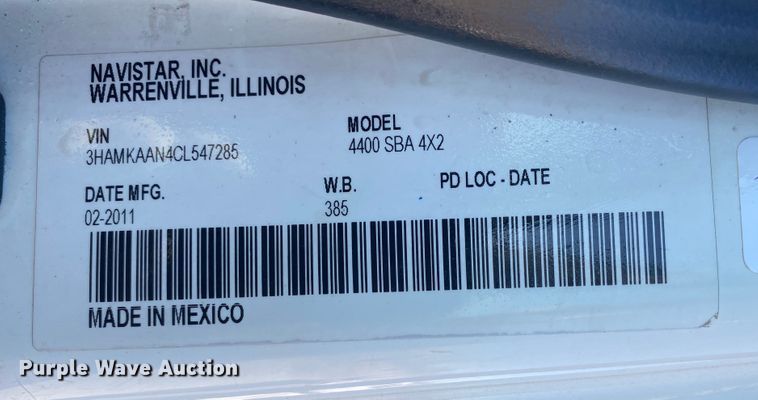 NAVISTAR, INC.
WARRENVILLE, ILLINOIS
VIN
3HAMKAAN4CL547285
MODEL
4400 SBA 4X2
DATE MFG.
02-2011
W.B.
385
PD LOC - DATE
MADE IN MEXICO
Purple Wave Auction